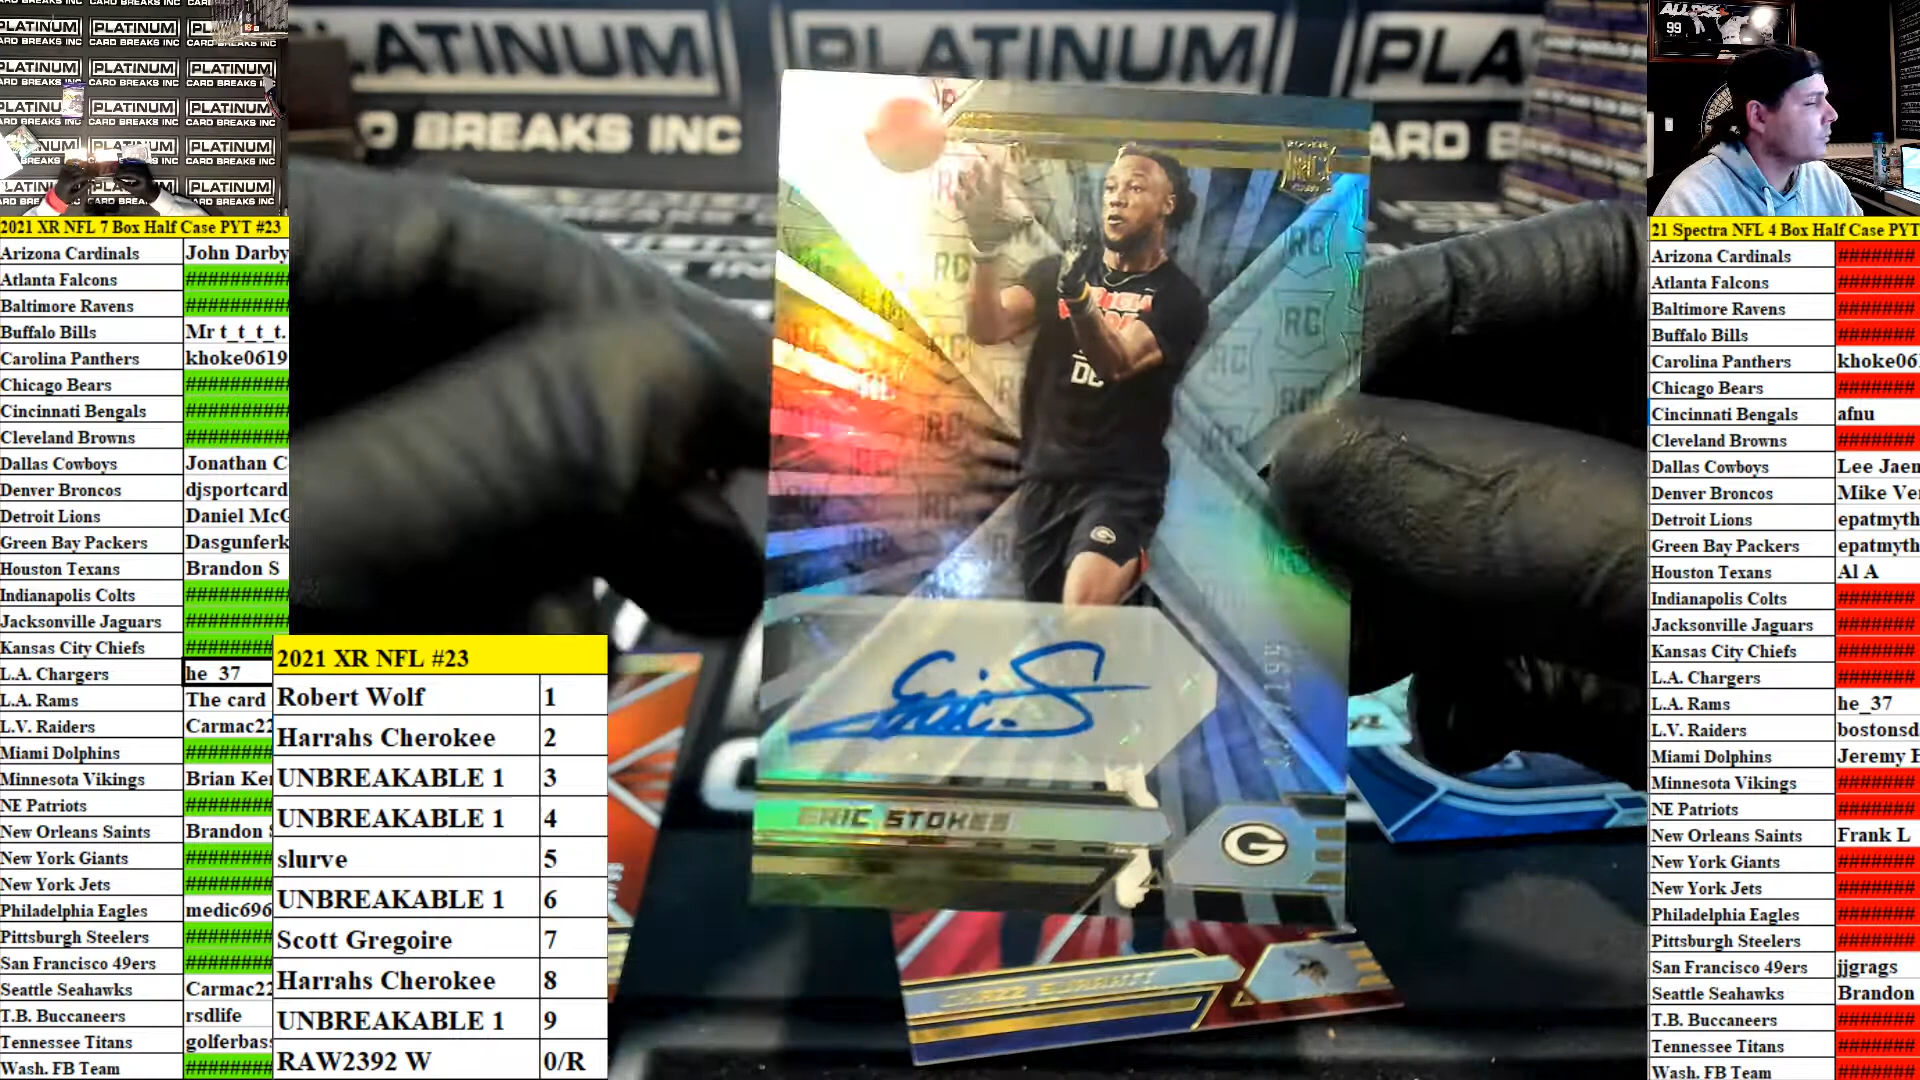 2021 XR NFL 7 Box Half Case PYT #23
Arizona Cardinals John Darby
Atlanta Falcons ########
Baltimore Ravens ########
Buffalo Bills Mr t_t_t_t.
Carolina Panthers khoke0619
Chicago Bears ########
Cincinnati Bengals ########
Cleveland Browns ########
Dallas Cowboys Jonathan C
Denver Broncos djsportcard
Detroit Lions Daniel McG
Green Bay Packers Dasgunferk
Houston Texans Brandon S
Indianapolis Colts ########
Jacksonville Jaguars ########
Kansas City Chiefs ########
L.A. Chargers he_37
L.A. Rams The card
L.V. Raiders Carmac22
Miami Dolphins #######
Minnesota Vikings Brian Ke
NE Patriots #######
New Orleans Saints Brandon
New York Giants #######
New York Jets #######
Philadelphia Eagles medic696
Pittsburgh Steelers #######
San Francisco 49ers #######
Seattle Seahawks Carmac22
T.B. Buccaneers rsdlife
Tennessee Titans golferbas
Wash. FB Team #######
2021 XR NFL #23
Robert Wolf 1
Harrahs Cherokee 2
UNBREAKABLE 1 3
UNBREAKABLE 1 4
slurve 5
UNBREAKABLE 1 6
Scott Gregoire 7
Harrahs Cherokee 8
UNBREAKABLE 1 9
RAW2392 W 0/R
PLATINUM
CARD BREAKS INC
ATINUM PLATINUM PLA
D BREAKS INC ARD BR
RC
ERIC STOKES
G
21 Spectra NFL 4 Box Half Case PYT
Arizona Cardinals #######
Atlanta Falcons #######
Baltimore Ravens #######
Buffalo Bills #######
Carolina Panthers khoke06
Chicago Bears #######
Cincinnati Bengals afnu
Cleveland Browns #######
Dallas Cowboys Lee Jaen
Denver Broncos Mike Ve
Detroit Lions epatmyth
Green Bay Packers epatmyth
Houston Texans Al A
Indianapolis Colts #######
Jacksonville Jaguars #######
Kansas City Chiefs #######
L.A. Chargers #######
L.A. Rams he_37
L.V. Raiders bostonsd
Miami Dolphins Jeremy
Minnesota Vikings #######
NE Patriots #######
New Orleans Saints Frank L
New York Giants #######
New York Jets #######
Philadelphia Eagles #######
Pittsburgh Steelers #######
San Francisco 49ers jjgrags
Seattle Seahawks Brandon
T.B. Buccaneers #######
Tennessee Titans #######
Wash. FB Team #######
99